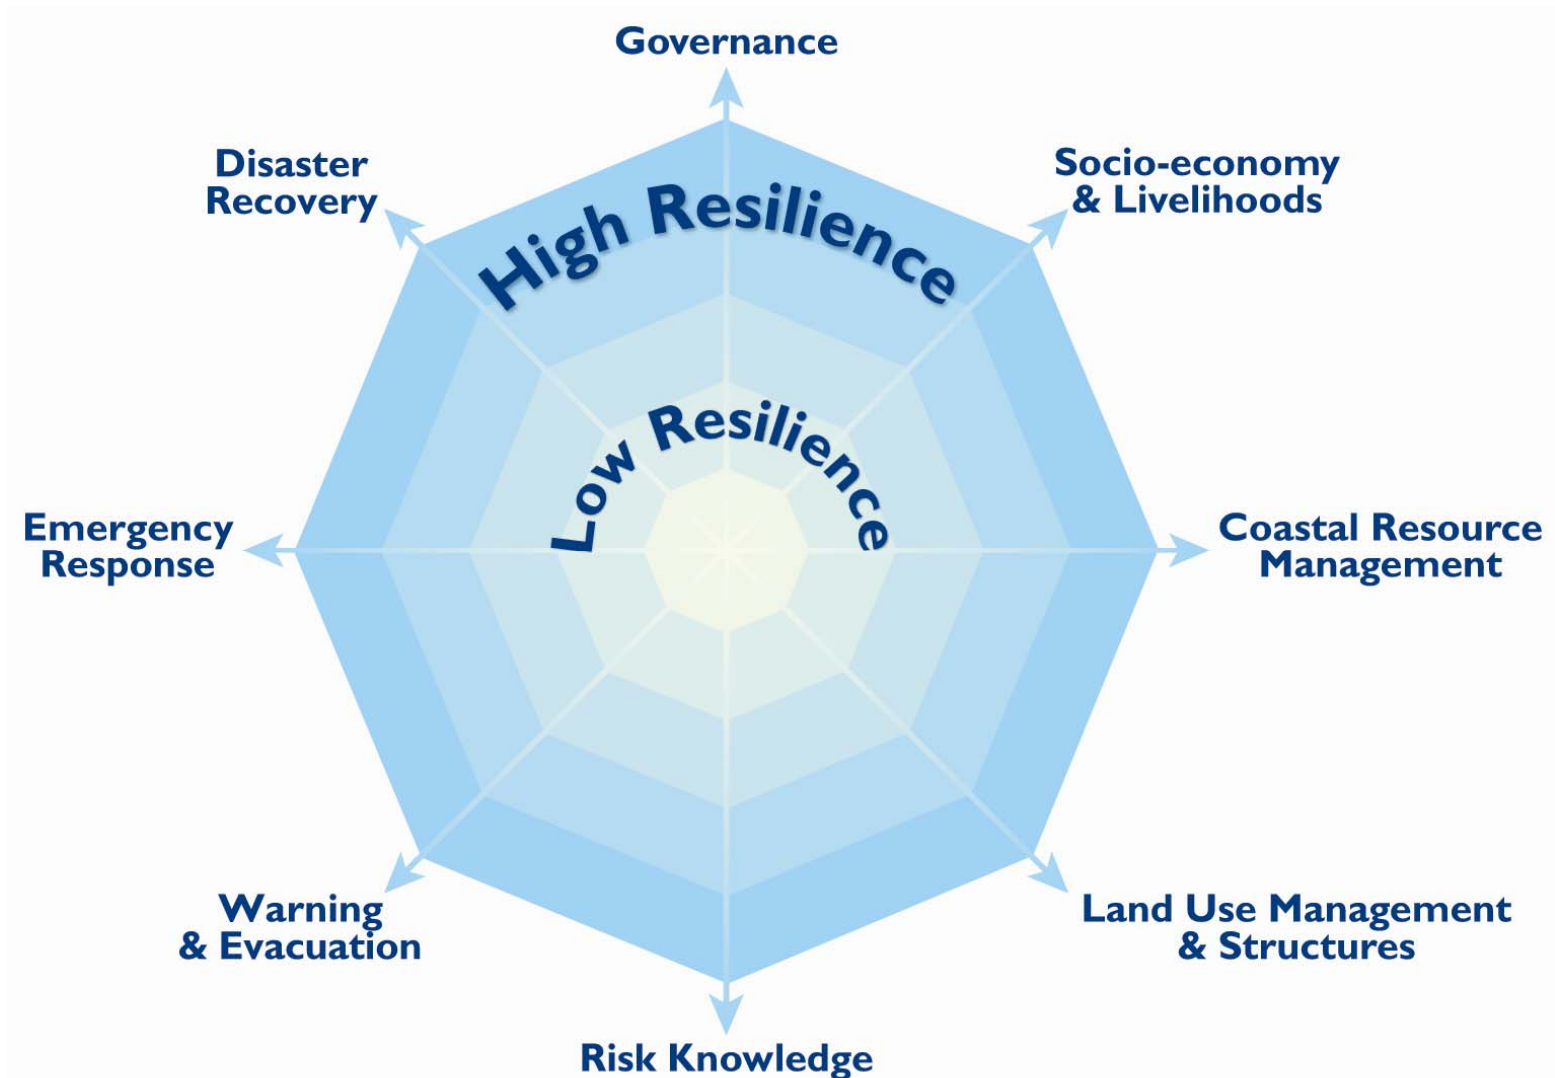 Governance
Disaster
Recovery
Socio-economy
& Livelihoods
High Resilience
Low Resilience
Emergency
Response
Coastal Resource
Management
Warning
& Evacuation
Land Use Management
& Structures
Risk Knowledge